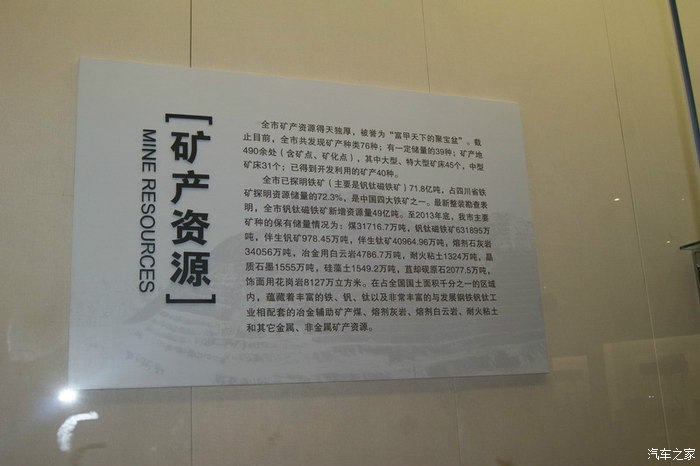 [矿产资源]
MINE RESOURCES
全市矿产资源得天独厚，被誉为“富甲天下的聚宝盆”。截
止目前，全市共发现矿产种类76种；有一定储量的39种；矿产地
490余处（含矿点、矿化点），其中大型、特大型矿床45个，中型
矿床31个；已得到开发利用的矿产40种。
全市已探明铁矿（主要是钒钛磁铁矿）71.8亿吨，占四川省铁
矿探明资源储量的72.3%，是中国四大铁矿之一。最新整装勘查表
明，全市钒钛磁铁矿新增资源量49亿吨。至2013年底，我市主要
矿种的保有储量情况为：煤31716.7万吨，钒钛磁铁矿631895万
吨，伴生钒矿978.45万吨，伴生钛矿40964.96万吨，熔剂石灰岩
34056万吨，冶金用白云岩4786.7万吨，耐火粘土1324万吨，晶
质石墨1555万吨，硅藻土1549.2万吨，苴却砚原石2077.5万吨，
饰面用花岗岩8127万立方米。在占全国国土面积千分之一的区域
内，蕴藏着丰富的铁、钒、钛以及非常丰富的与发展钢铁钒钛工
业相配套的冶金辅助矿产煤、熔剂灰岩、熔剂白云岩、耐火粘土
和其它金属、非金属矿产资源。
汽车之家